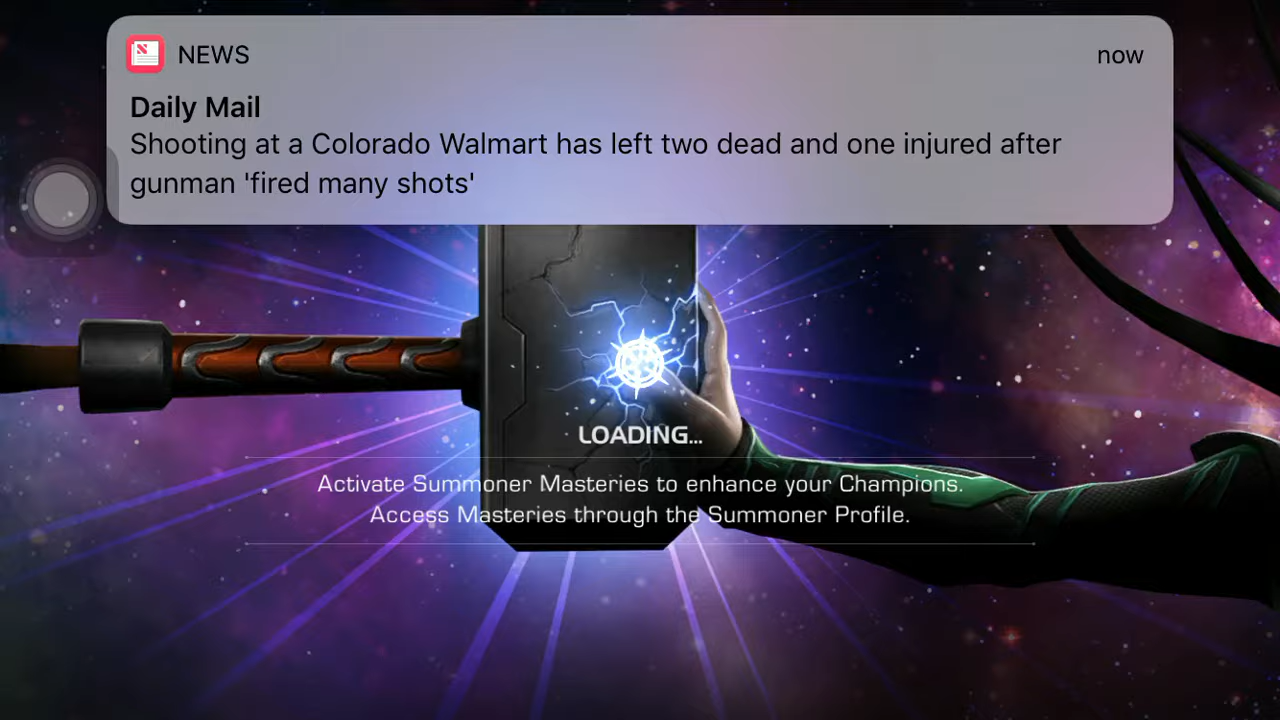 NEWS now
Daily Mail
Shooting at a Colorado Walmart has left two dead and one injured after
gunman 'fired many shots'
LOADING...
Activate Summoner Masteries to enhance your Champions.
Access Masteries through the Summoner Profile.